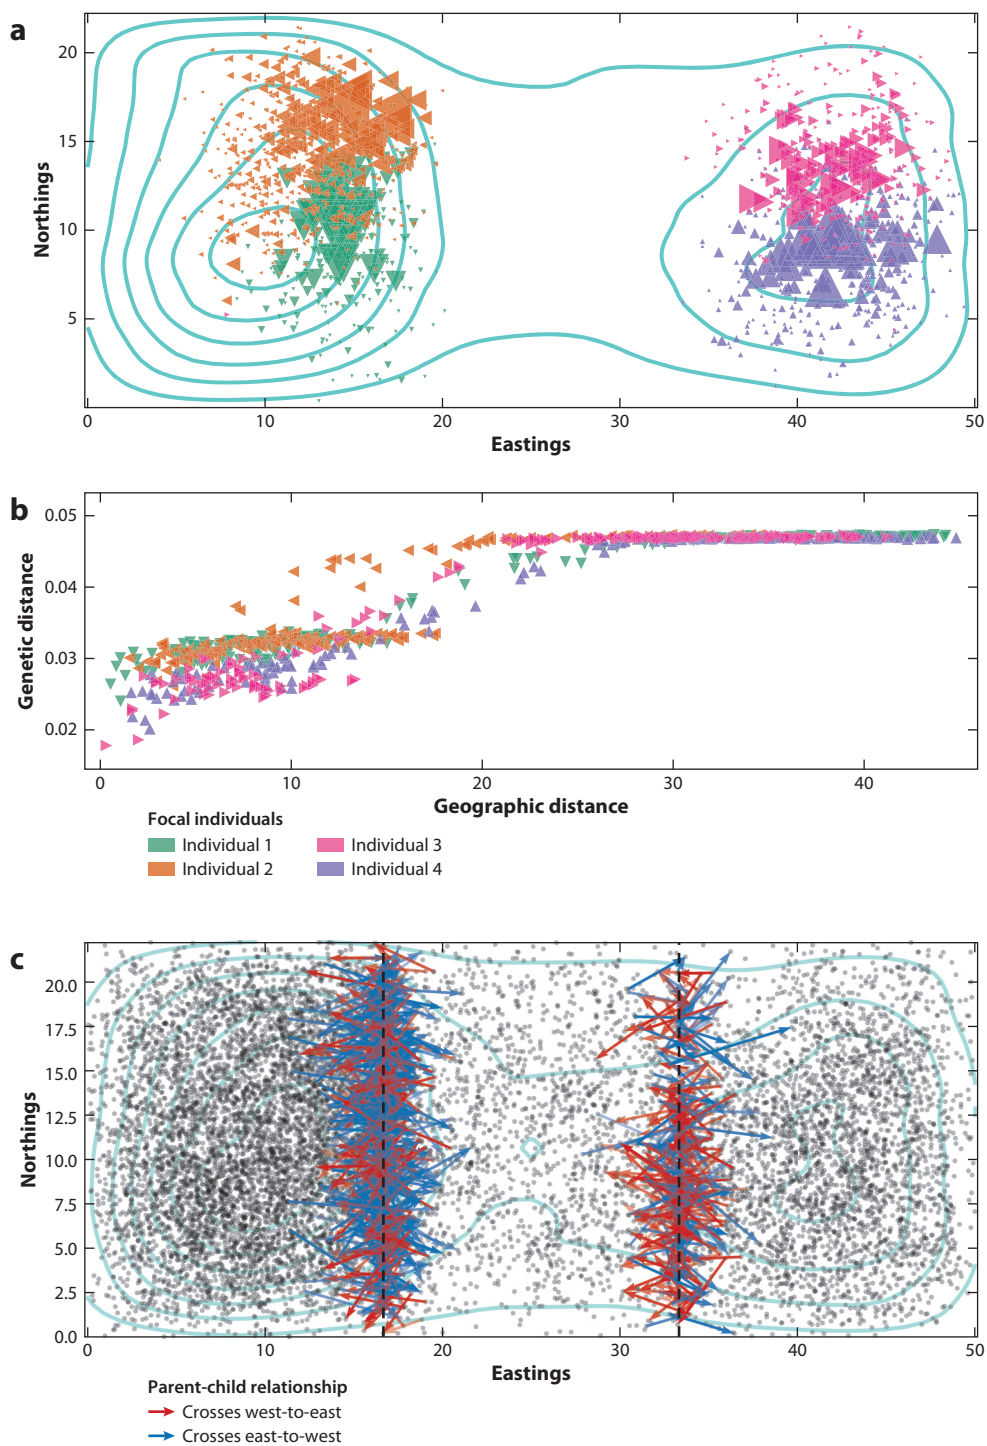 a
Northings
20
15
10
5
0 10 20 30 40 50
Eastings
b
Genetic distance
0.05
0.04
0.03
0.02
0 10 20 30 40
Geographic distance
Focal individuals
Individual 1 Individual 3
Individual 2 Individual 4
c
Northings
20.0
17.5
15.0
12.5
10.0
7.5
5.0
2.5
0.0
0 10 20 30 40 50
Eastings
Parent-child relationship
Crosses west-to-east
Crosses east-to-west